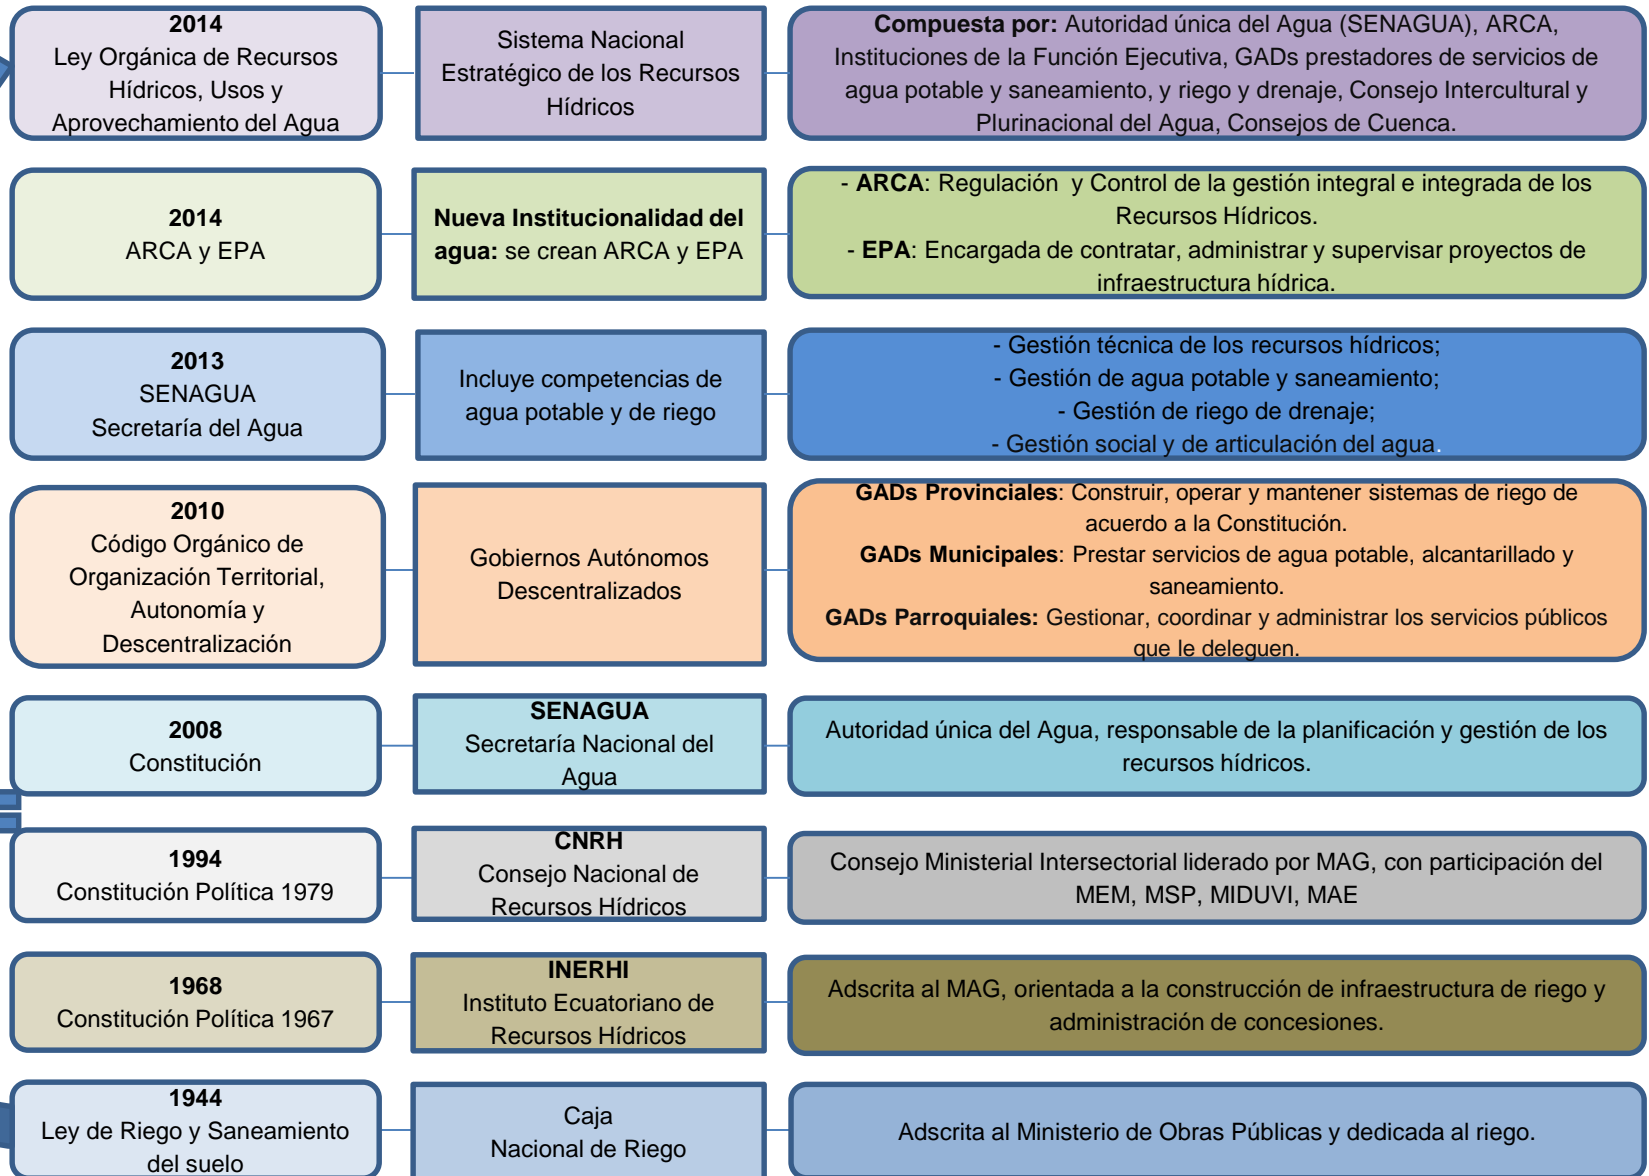 2014
Ley Orgánica de Recursos
Hídricos, Usos y
Aprovechamiento del Agua
Sistema Nacional
Estratégico de los Recursos
Hídricos
Compuesta por: Autoridad única del Agua (SENAGUA), ARCA,
Instituciones de la Función Ejecutiva, GADs prestadores de servicios de
agua potable y saneamiento, y riego y drenaje, Consejo Intercultural y
Plurinacional del Agua, Consejos de Cuenca.
2014
ARCA y EPA
Nueva Institucionalidad del
agua: se crean ARCA y EPA
- ARCA: Regulación y Control de la gestión integral e integrada de los
Recursos Hídricos.
- EPA: Encargada de contratar, administrar y supervisar proyectos de
infraestructura hídrica.
2013
SENAGUA
Secretaría del Agua
Incluye competencias de
agua potable y de riego
- Gestión técnica de los recursos hídricos;
- Gestión de agua potable y saneamiento;
- Gestión de riego de drenaje;
- Gestión social y de articulación del agua.
2010
Código Orgánico de
Organización Territorial,
Autonomía y
Descentralización
Gobiernos Autónomos
Descentralizados
GADs Provinciales: Construir, operar y mantener sistemas de riego de
acuerdo a la Constitución.
GADs Municipales: Prestar servicios de agua potable, alcantarillado y
saneamiento.
GADs Parroquiales: Gestionar, coordinar y administrar los servicios públicos
que le deleguen.
2008
Constitución
SENAGUA
Secretaría Nacional del
Agua
Autoridad única del Agua, responsable de la planificación y gestión de los
recursos hídricos.
1994
Constitución Política 1979
CNRH
Consejo Nacional de
Recursos Hídricos
Consejo Ministerial Intersectorial liderado por MAG, con participación del
MEM, MSP, MIDUVI, MAE
1968
Constitución Política 1967
INERHI
Instituto Ecuatoriano de
Recursos Hídricos
Adscrita al MAG, orientada a la construcción de infraestructura de riego y
administración de concesiones.
1944
Ley de Riego y Saneamiento
del suelo
Caja
Nacional de Riego
Adscrita al Ministerio de Obras Públicas y dedicada al riego.